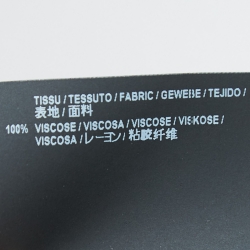 TISSU / TESSUTO / FABRIC / GEWEBE / TEJIDO /
表地 / 面料
100% VISCOSE / VISCOSA / VISCOSE / VISKOSE /
VISCOSA / レーヨン / 粘胶纤维